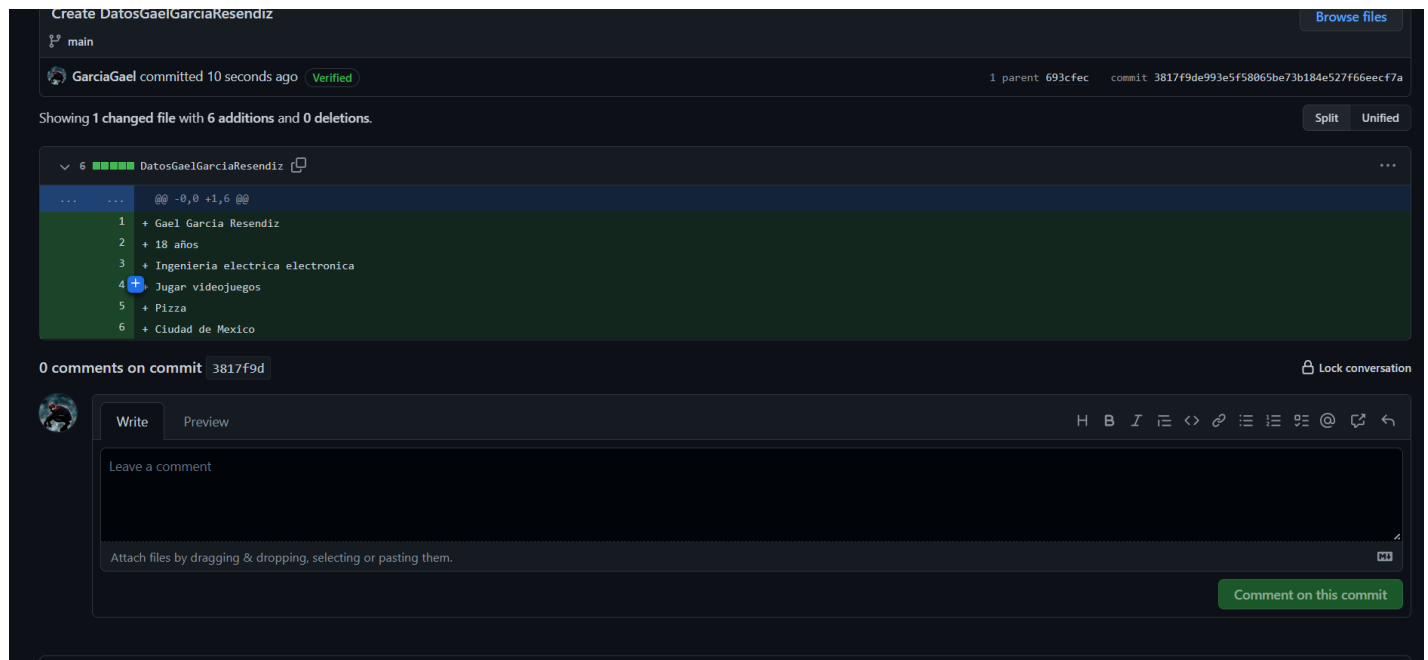 Create DatosGaelGarciaResendiz
Browse files
main
GarciaGael committed 10 seconds ago Verified
1 parent 693cfec commit 3817f9de993e5f58065be73b184e527f66eecf7a
Showing 1 changed file with 6 additions and 0 deletions.
Split Unified
6 DatosGaelGarciaResendiz
...
... ... @@ -0,0 +1,6 @@
1 + Gael Garcia Resendiz
2 + 18 años
3 + Ingenieria electrica electronica
4 + Jugar videojuegos
5 + Pizza
6 + Ciudad de Mexico
0 comments on commit 3817f9d
Lock conversation
Write Preview
Leave a comment
Attach files by dragging & dropping, selecting or pasting them.
Comment on this commit